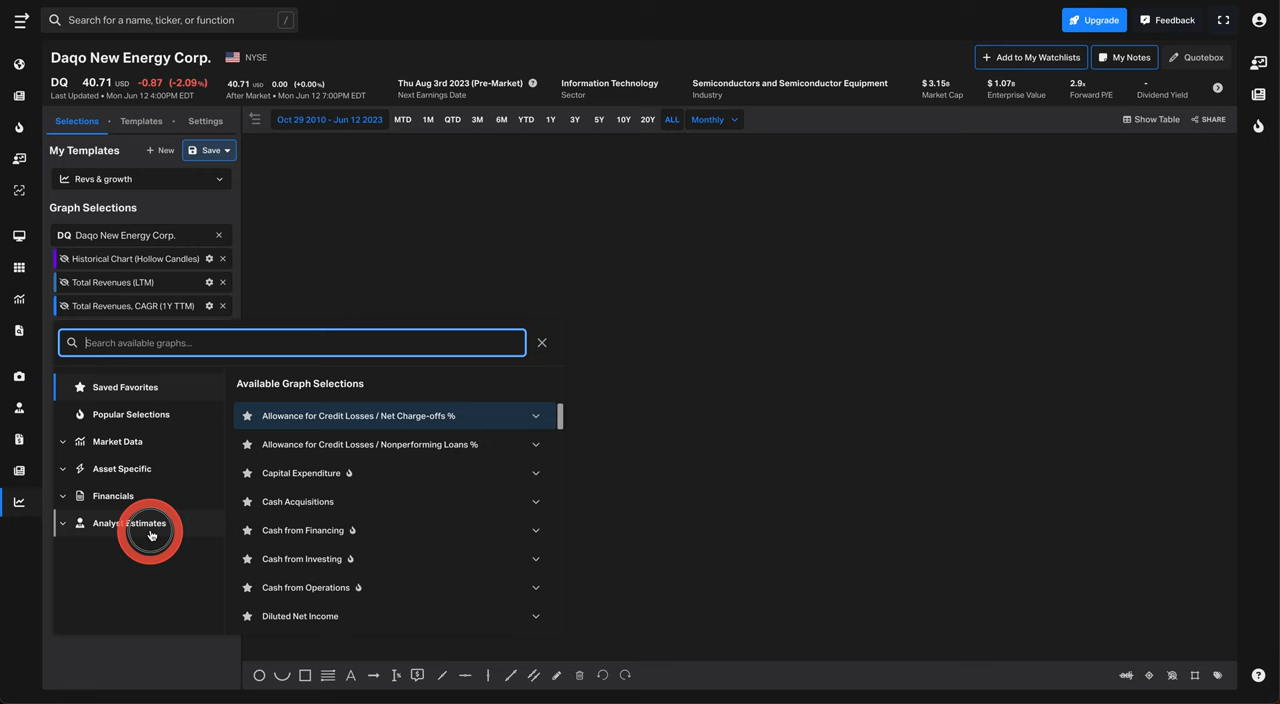 Search for a name, ticker, or function /
Upgrade
Feedback
Daqo New Energy Corp. NYSE
Add to My Watchlists
My Notes
Quotebox
DQ 40.71 USD -0.87 (-2.09%)
Last Updated • Mon Jun 12 4:00PM EDT
40.71 USD 0.00 (+0.00%)
After Market • Mon Jun 12 7:00PM EDT
Thu Aug 3rd 2023 (Pre-Market) ?
Next Earnings Date
Information Technology
Sector
Semiconductors and Semiconductor Equipment
Industry
$ 3.15B
Market Cap
$ 1.07B
Enterprise Value
2.9x
Forward P/E
-
Dividend Yield
Selections • Templates • Settings
Oct 29 2010 - Jun 12 2023 MTD 1M QTD 3M 6M YTD 1Y 3Y 5Y 10Y 20Y ALL Monthly
Show Table SHARE
My Templates + New Save
Revs & growth
Graph Selections
DQ Daqo New Energy Corp.
Historical Chart (Hollow Candles)
Total Revenues (LTM)
Total Revenues, CAGR (1Y TTM)
Search available graphs...
Saved Favorites
Popular Selections
Market Data
Asset Specific
Financials
Analyst Estimates
Available Graph Selections
Allowance for Credit Losses / Net Charge-offs %
Allowance for Credit Losses / Nonperforming Loans %
Capital Expenditure
Cash Acquisitions
Cash from Financing
Cash from Investing
Cash from Operations
Diluted Net Income
A
adj
?